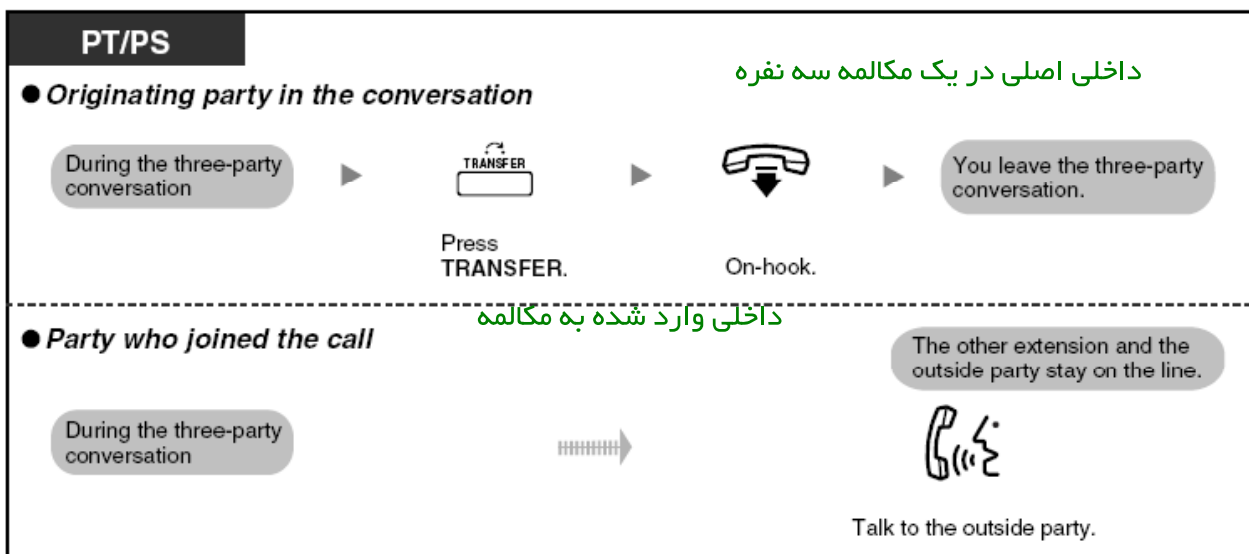 PT/PS
داخلی اصلی در یک مکالمه سه نفره
● Originating party in the conversation
During the three-party
conversation
TRANSFER
You leave the three-party
conversation.
Press
TRANSFER.
On-hook.
داخلی وارد شده به مکالمه
● Party who joined the call
The other extension and the
outside party stay on the line.
During the three-party
conversation
Talk to the outside party.